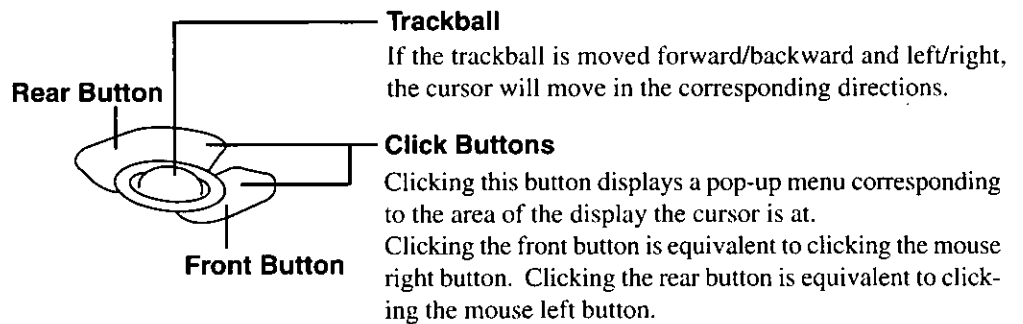 Trackball
If the trackball is moved forward/backward and left/right,
the cursor will move in the corresponding directions.
Rear Button
Click Buttons
Clicking this button displays a pop-up menu corresponding
to the area of the display the cursor is at.
Clicking the front button is equivalent to clicking the mouse
right button. Clicking the rear button is equivalent to click-
ing the mouse left button.
Front Button